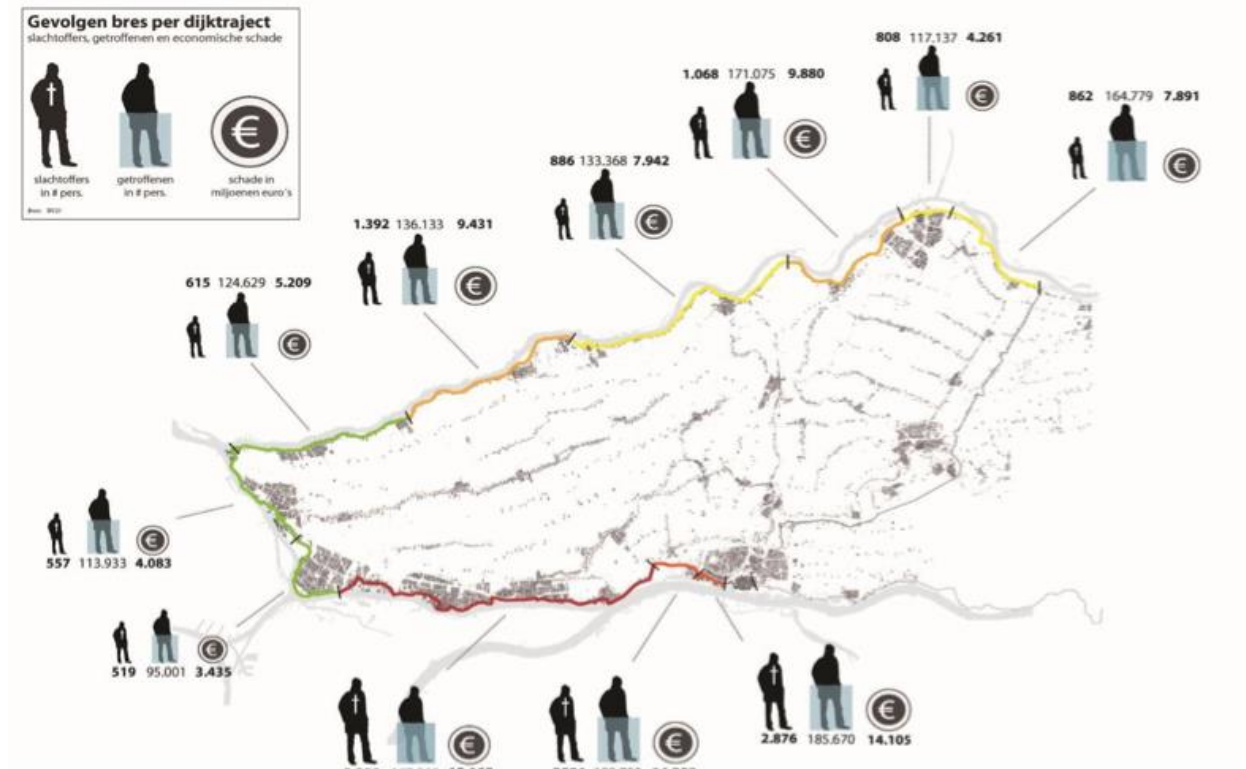 Gevolgen bres per dijktraject
slachtoffers, getroffenen en economische schade
slachtoffers
in # pers.
getroffenen
in # pers.
schade in
miljoenen euro's
808 117.137 4.261
1.068 171.075 9.880
862 164.779 7.891
886 133.368 7.942
1.392 136.133 9.431
615 124.629 5.209
557 113.933 4.083
519 95.001 3.435
2.876 185.670 14.105